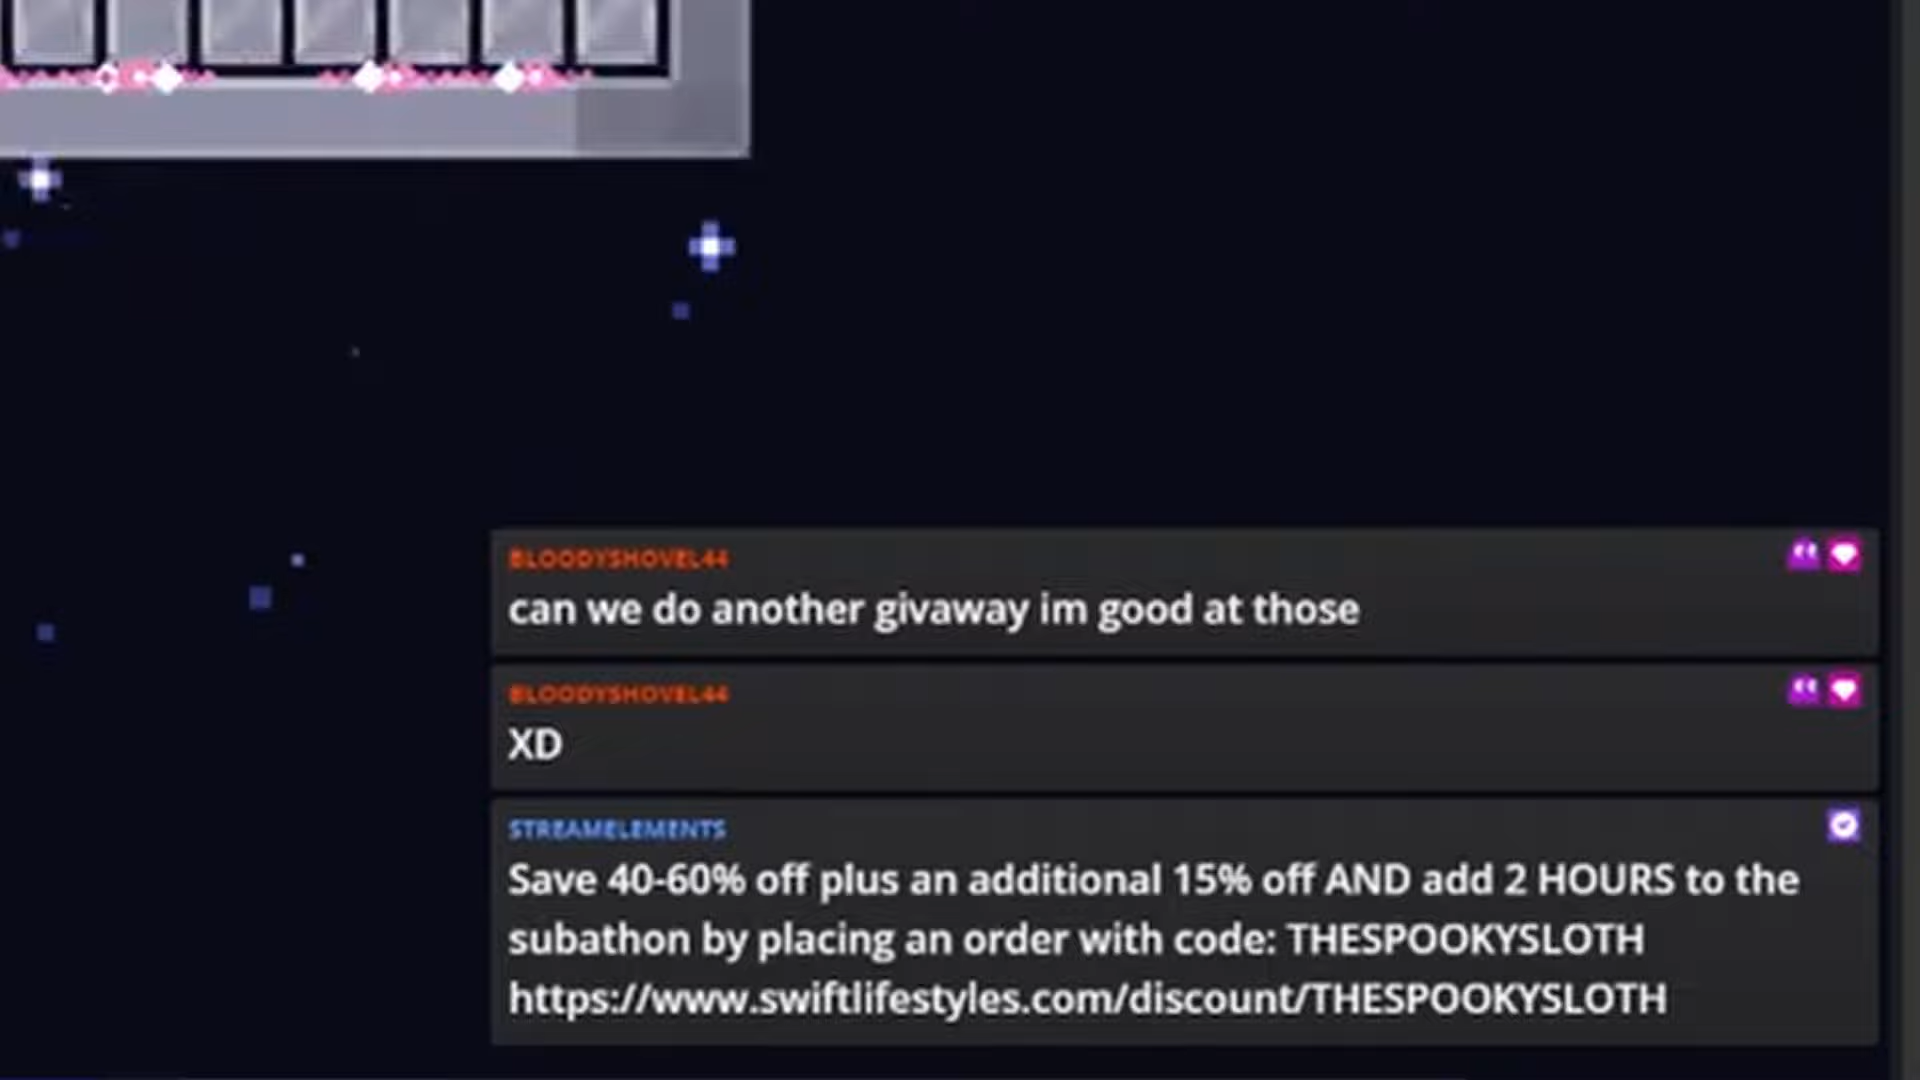 BLOODYSHOVEL44
can we do another givaway im good at those
BLOODYSHOVEL44
XD
STREAMELEMENTS
Save 40-60% off plus an additional 15% off AND add 2 HOURS to the
subathon by placing an order with code: THESPOOKYSLOTH
https://www.swiftlifestyles.com/discount/THESPOOKYSLOTH